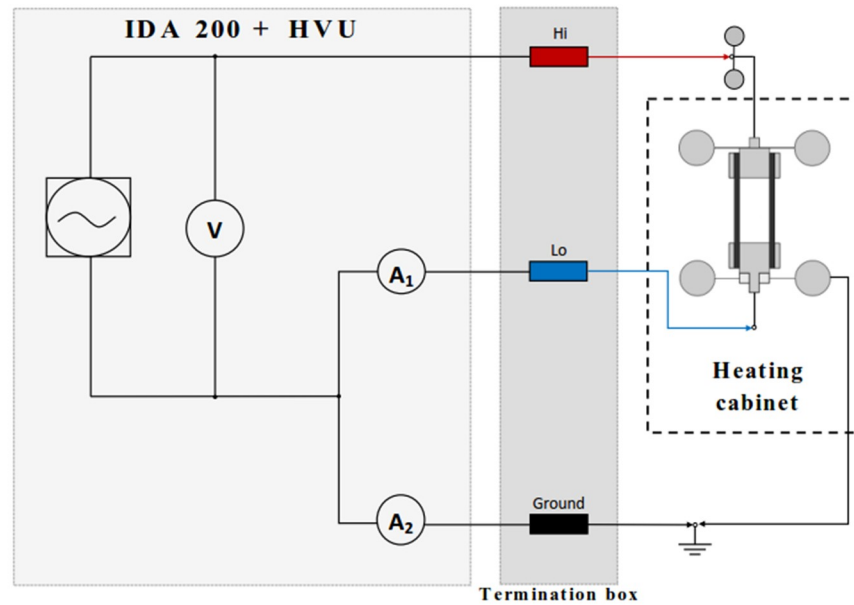 IDA 200 + HVU
Hi
V
Lo
A₁
Heating
cabinet
Ground
A₂
Termination box